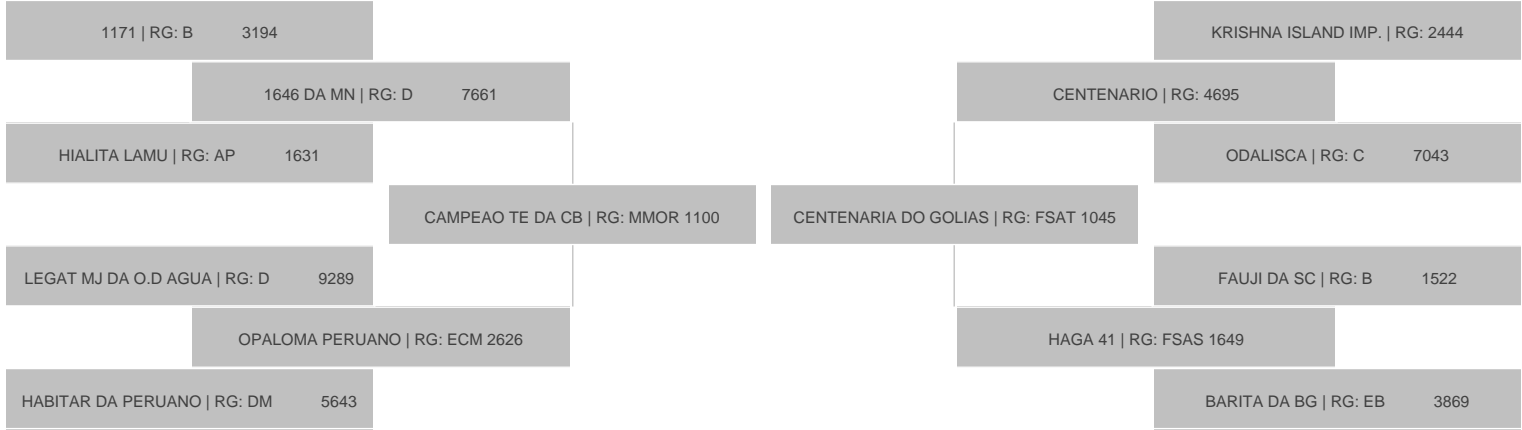 1171 | RG: B 3194
KRISHNA ISLAND IMP. | RG: 2444
1646 DA MN | RG: D 7661
CENTENARIO | RG: 4695
HIALITA LAMU | RG: AP 1631
ODALISCA | RG: C 7043
CAMPEAO TE DA CB | RG: MMOR 1100
CENTENARIA DO GOLIAS | RG: FSAT 1045
LEGAT MJ DA O.D AGUA | RG: D 9289
FAUJI DA SC | RG: B 1522
OPALOMA PERUANO | RG: ECM 2626
HAGA 41 | RG: FSAS 1649
HABITAR DA PERUANO | RG: DM 5643
BARITA DA BG | RG: EB 3869